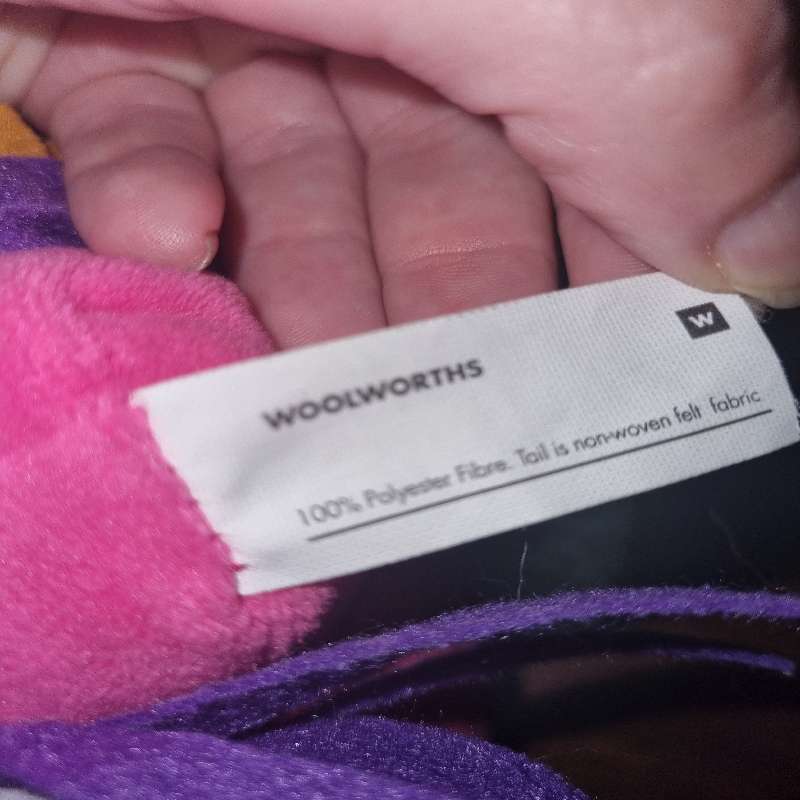 W
WOOLWORTHS
100% Polyester Fibre. Tail is non-woven felt fabric